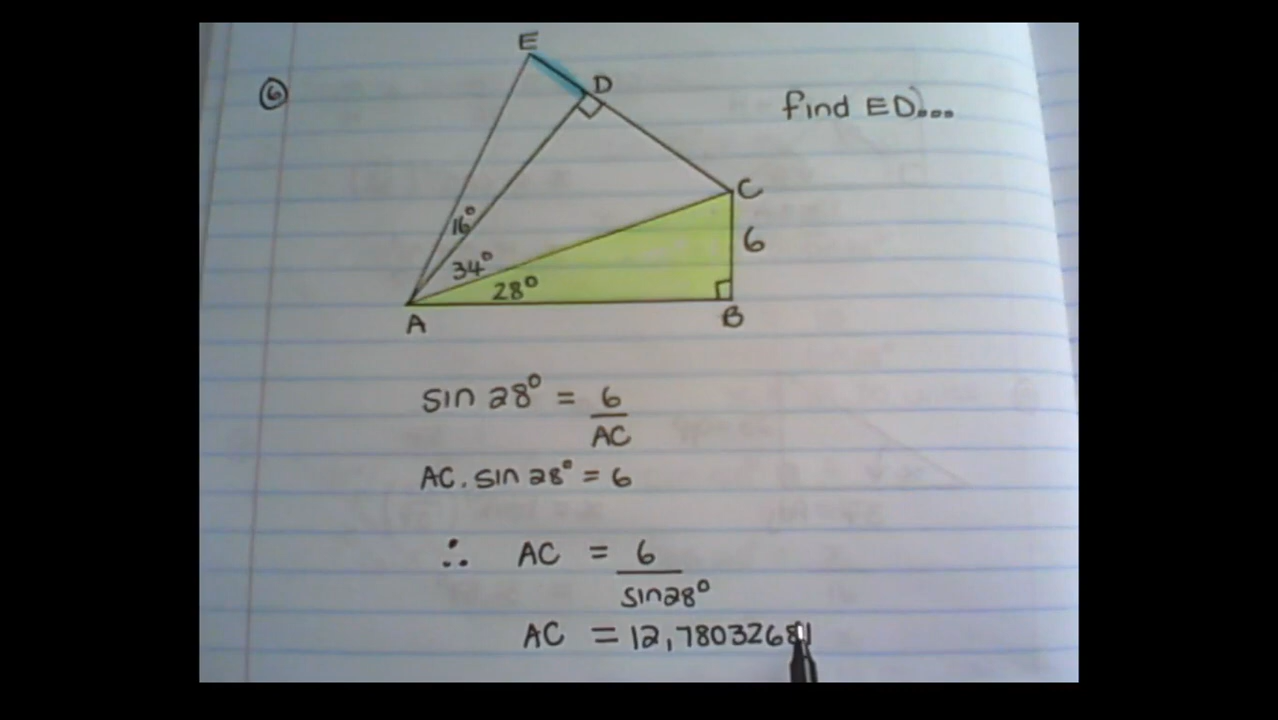 6
E
D
find ED...
C
16°
6
34°
28°
A
B
sin 28° = 6
AC
AC. sin 28° = 6
∴ AC = 6
sin28°
AC = 12,78032681